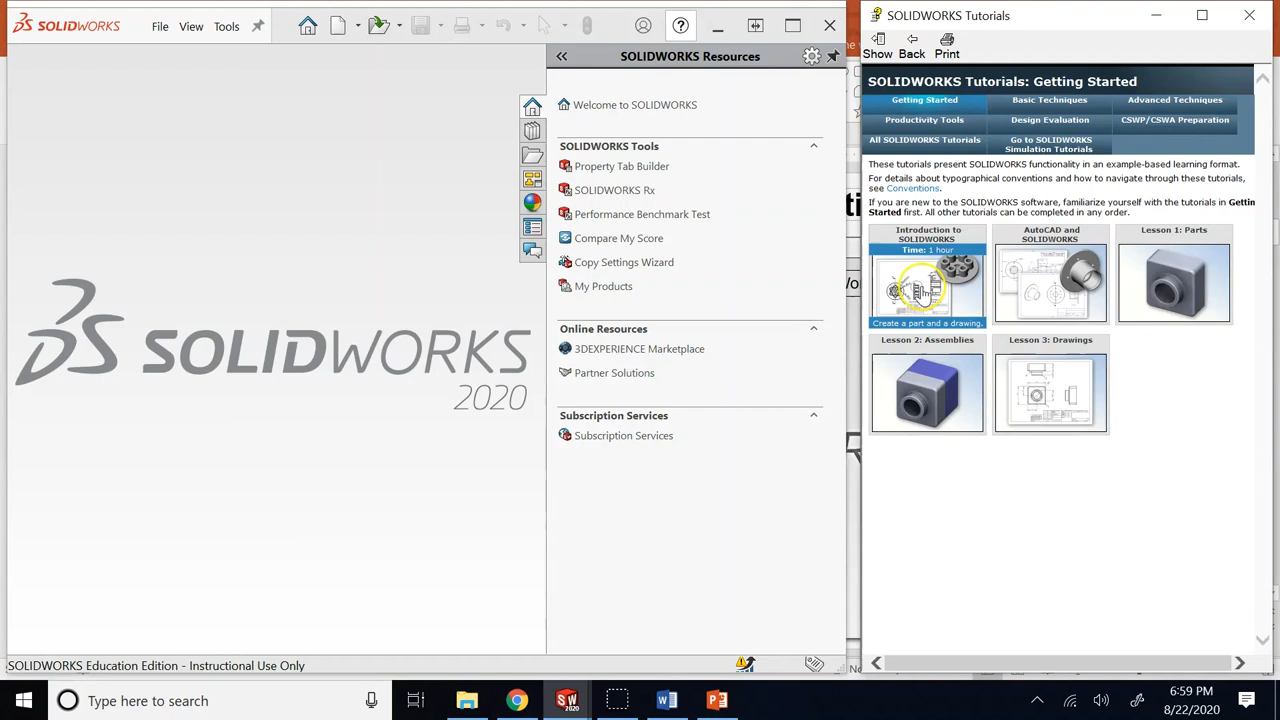 SOLIDWORKS File View Tools
SOLIDWORKS Resources
Welcome to SOLIDWORKS
SOLIDWORKS Tools
Property Tab Builder
SOLIDWORKS Rx
Performance Benchmark Test
Compare My Score
Copy Settings Wizard
My Products
Online Resources
3DEXPERIENCE Marketplace
Partner Solutions
Subscription Services
Subscription Services
SOLIDWORKS
2020
SOLIDWORKS Education Edition - Instructional Use Only
SOLIDWORKS Tutorials
Show Back Print
SOLIDWORKS Tutorials: Getting Started
Getting Started Basic Techniques Advanced Techniques
Productivity Tools Design Evaluation CSWP/CSWA Preparation
All SOLIDWORKS Tutorials Go to SOLIDWORKS Simulation Tutorials
These tutorials present SOLIDWORKS functionality in an example-based learning format.
For details about typographical conventions and how to navigate through these tutorials,
see Conventions.
If you are new to the SOLIDWORKS software, familiarize yourself with the tutorials in Getting
Started first. All other tutorials can be completed in any order.
Introduction to SOLIDWORKS
Time: 1 hour
Create a part and a drawing.
AutoCAD and SOLIDWORKS
Lesson 1: Parts
Lesson 2: Assemblies
Lesson 3: Drawings
Type here to search
SW
2020
6:59 PM
8/22/2020